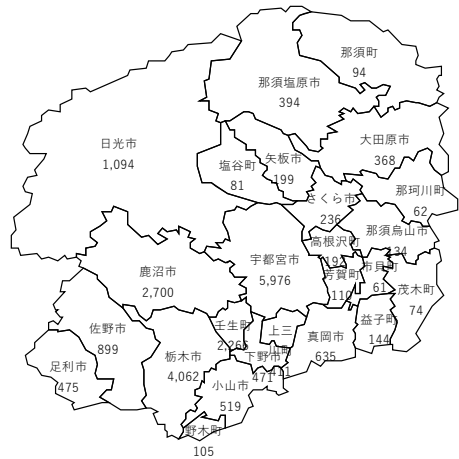 那須町
94
那須塩原市
394
日光市
1,094
大田原市
368
矢板市
199
塩谷町
81
那珂川町
62
さくら市
236
那須烏山市
134
高根沢町
192
宇都宮市
5,976
鹿沼市
2,700
市貝町
61
芳賀町
110
茂木町
74
益子町
144
真岡市
635
上三
川町
411
壬生町
2,266
下野市
471
佐野市
899
栃木市
4,062
足利市
475
小山市
519
野木町
105